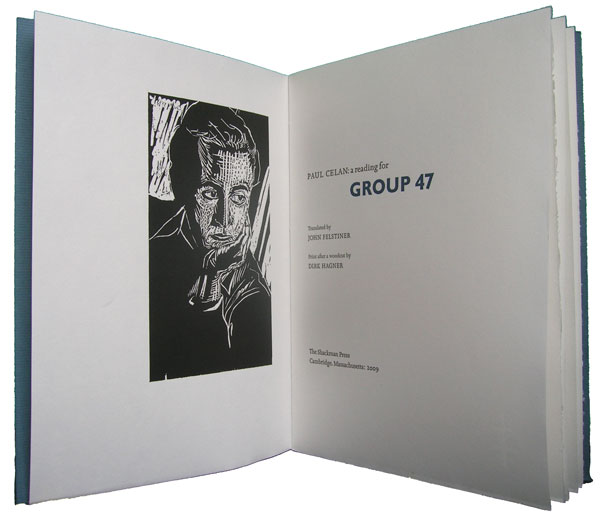 PAUL CELAN: a reading for
GROUP 47
Translated by
JOHN FELSTINER
Print after a woodcut by
DIRK HAGNER
The Shackman Press
Cambridge, Massachusetts: 2009